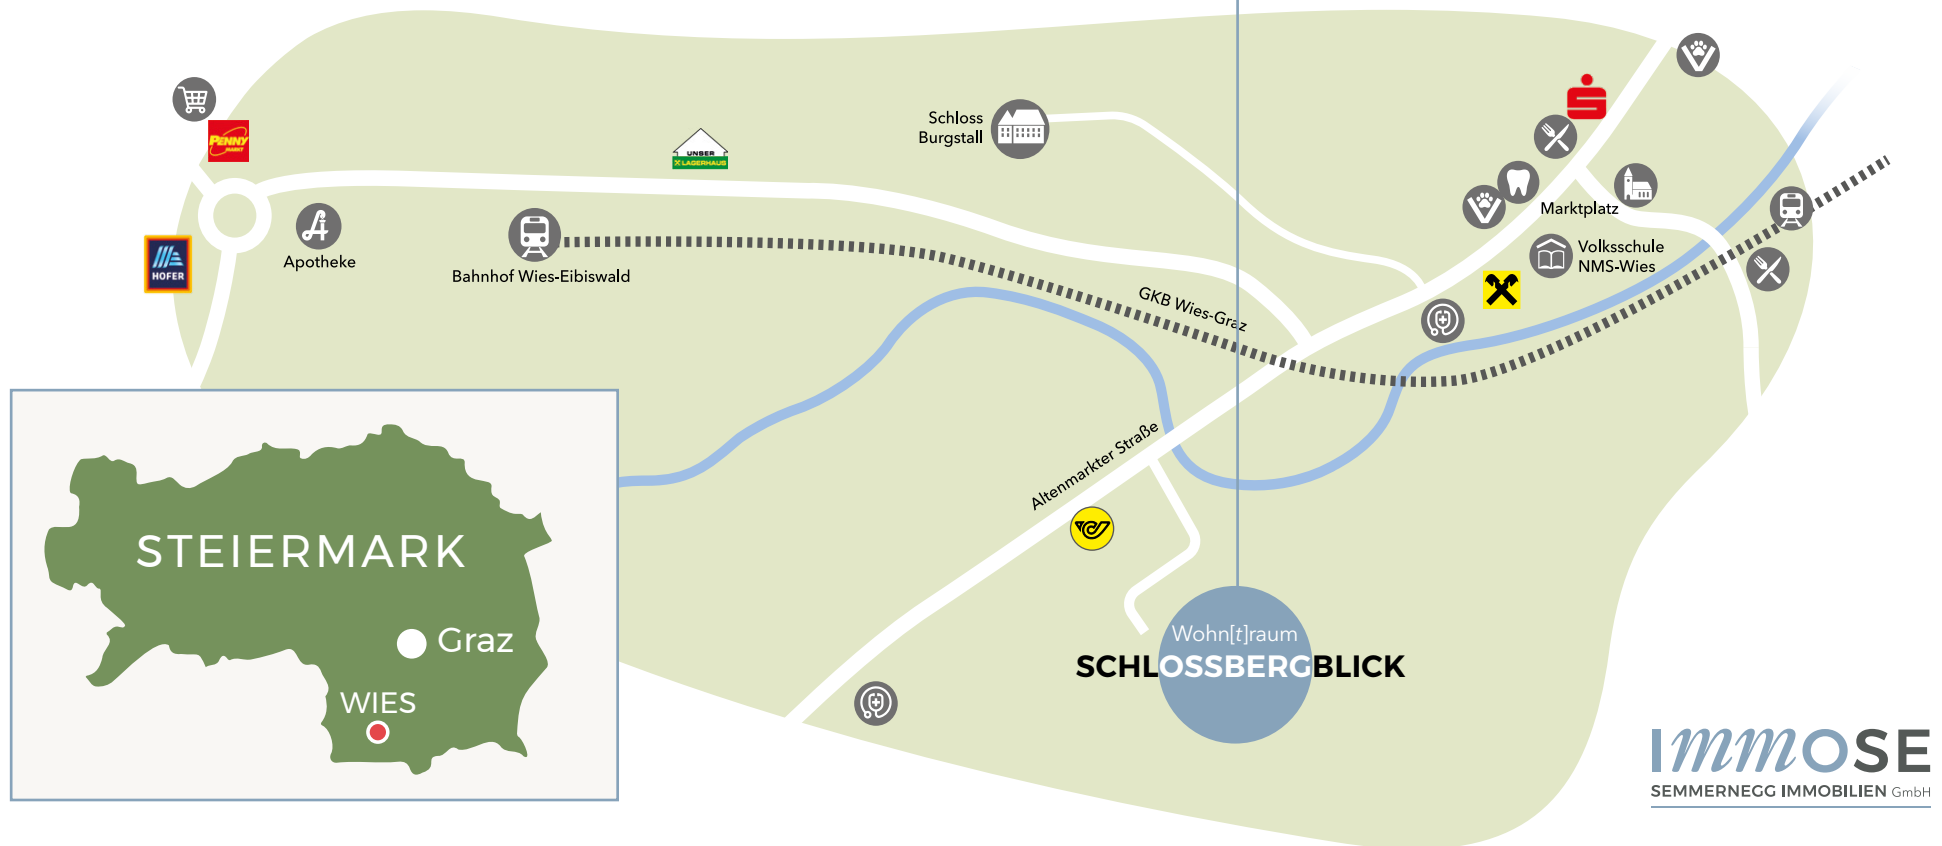 PENNY
MARKT
HOFER
Apotheke
Bahnhof Wies-Eibiswald
UNSER
X LAGERHAUS
Schloss
Burgstall
GKB Wies-Graz
Marktplatz
Volksschule
NMS-Wies
Altenmarkter Straße
STEIERMARK
Graz
WIES
Wohn[t]raum
SCHLOSSBERGBLICK
IMMOSE
SEMMERNEGG IMMOBILIEN GmbH